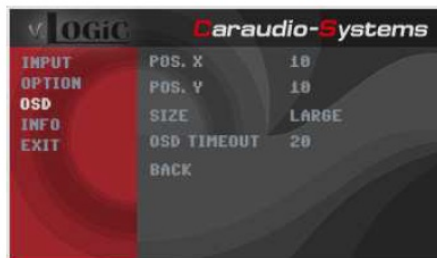 v LOGiC
Caraudio-Systems
INPUT
OPTION
OSD
INFO
EXIT
POS. X 10
POS. Y 10
SIZE LARGE
OSD TIMEOUT 20
BACK